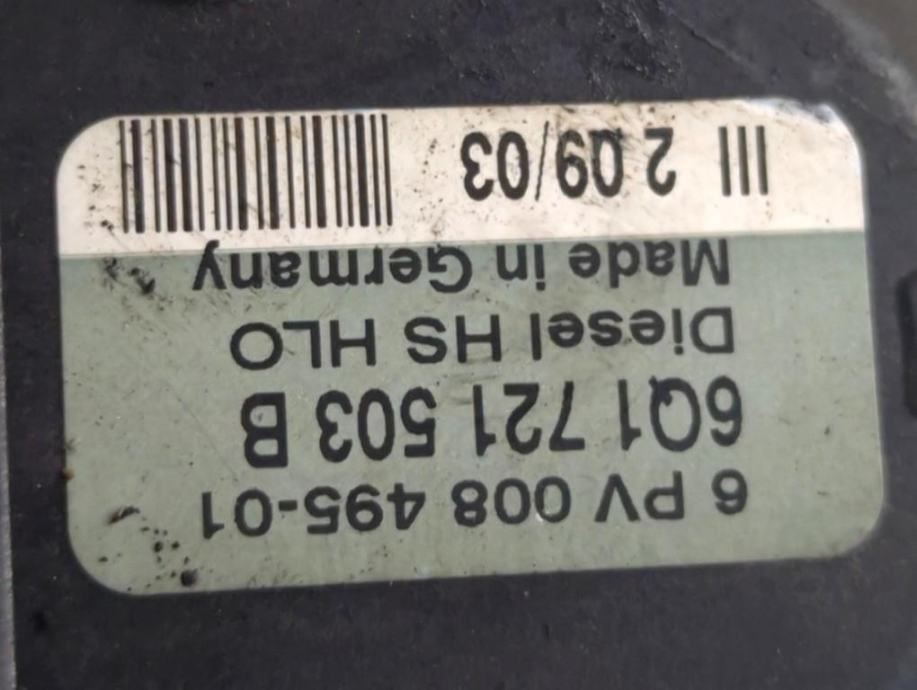 6 PV 008 495-01
6Q1 721 503 B
Diesel HS HLO
Made in Germany
III 2 09/03